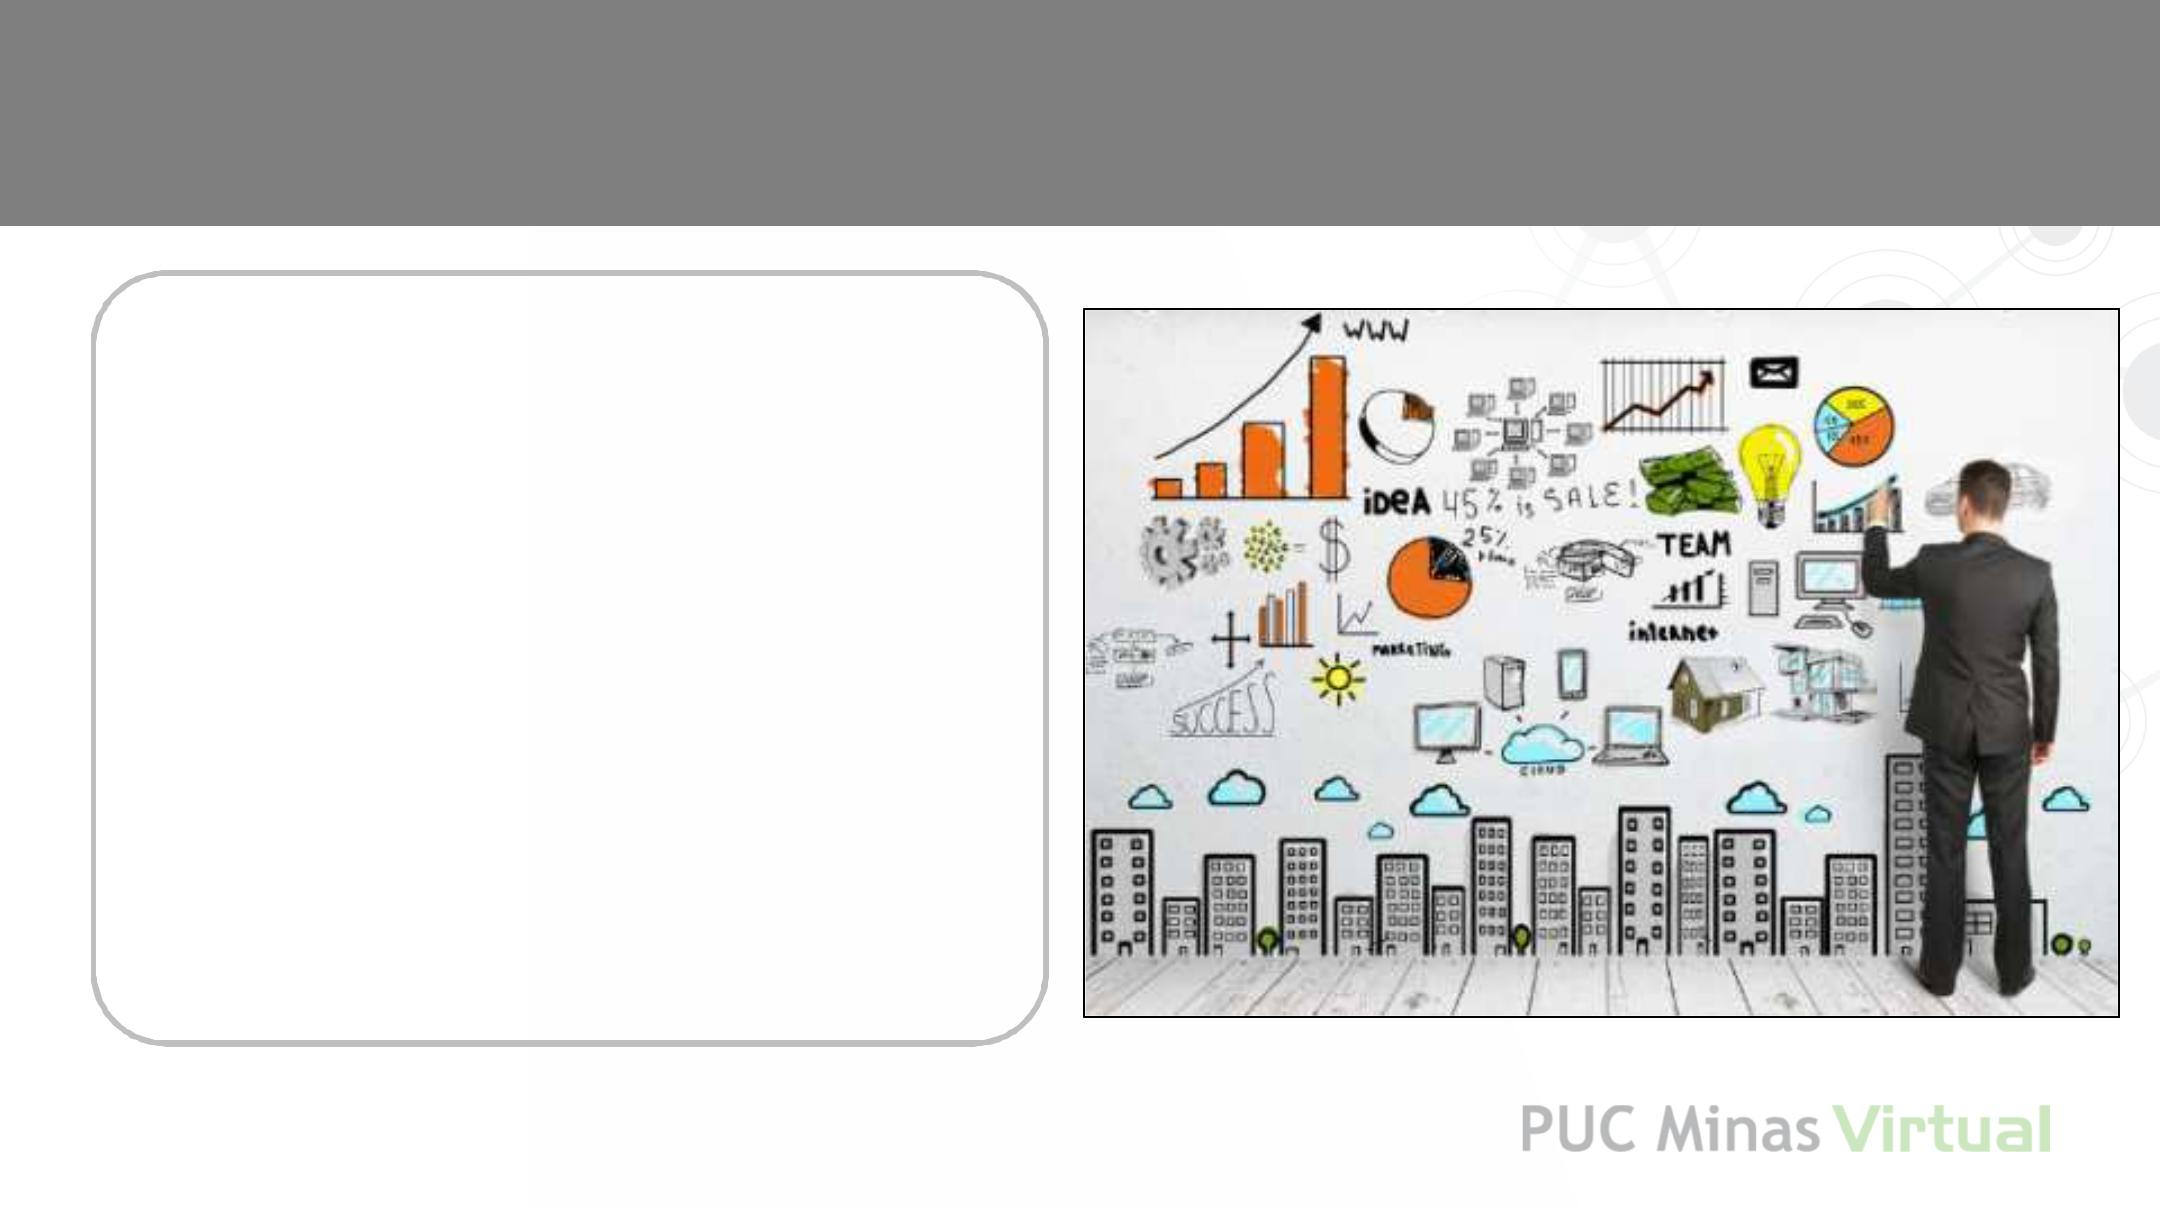 WWW
iDeA 45% is SALE!
25%
TEAM
internet
MARKETING
SUCCESS
CLOUD
PUC Minas Virtual